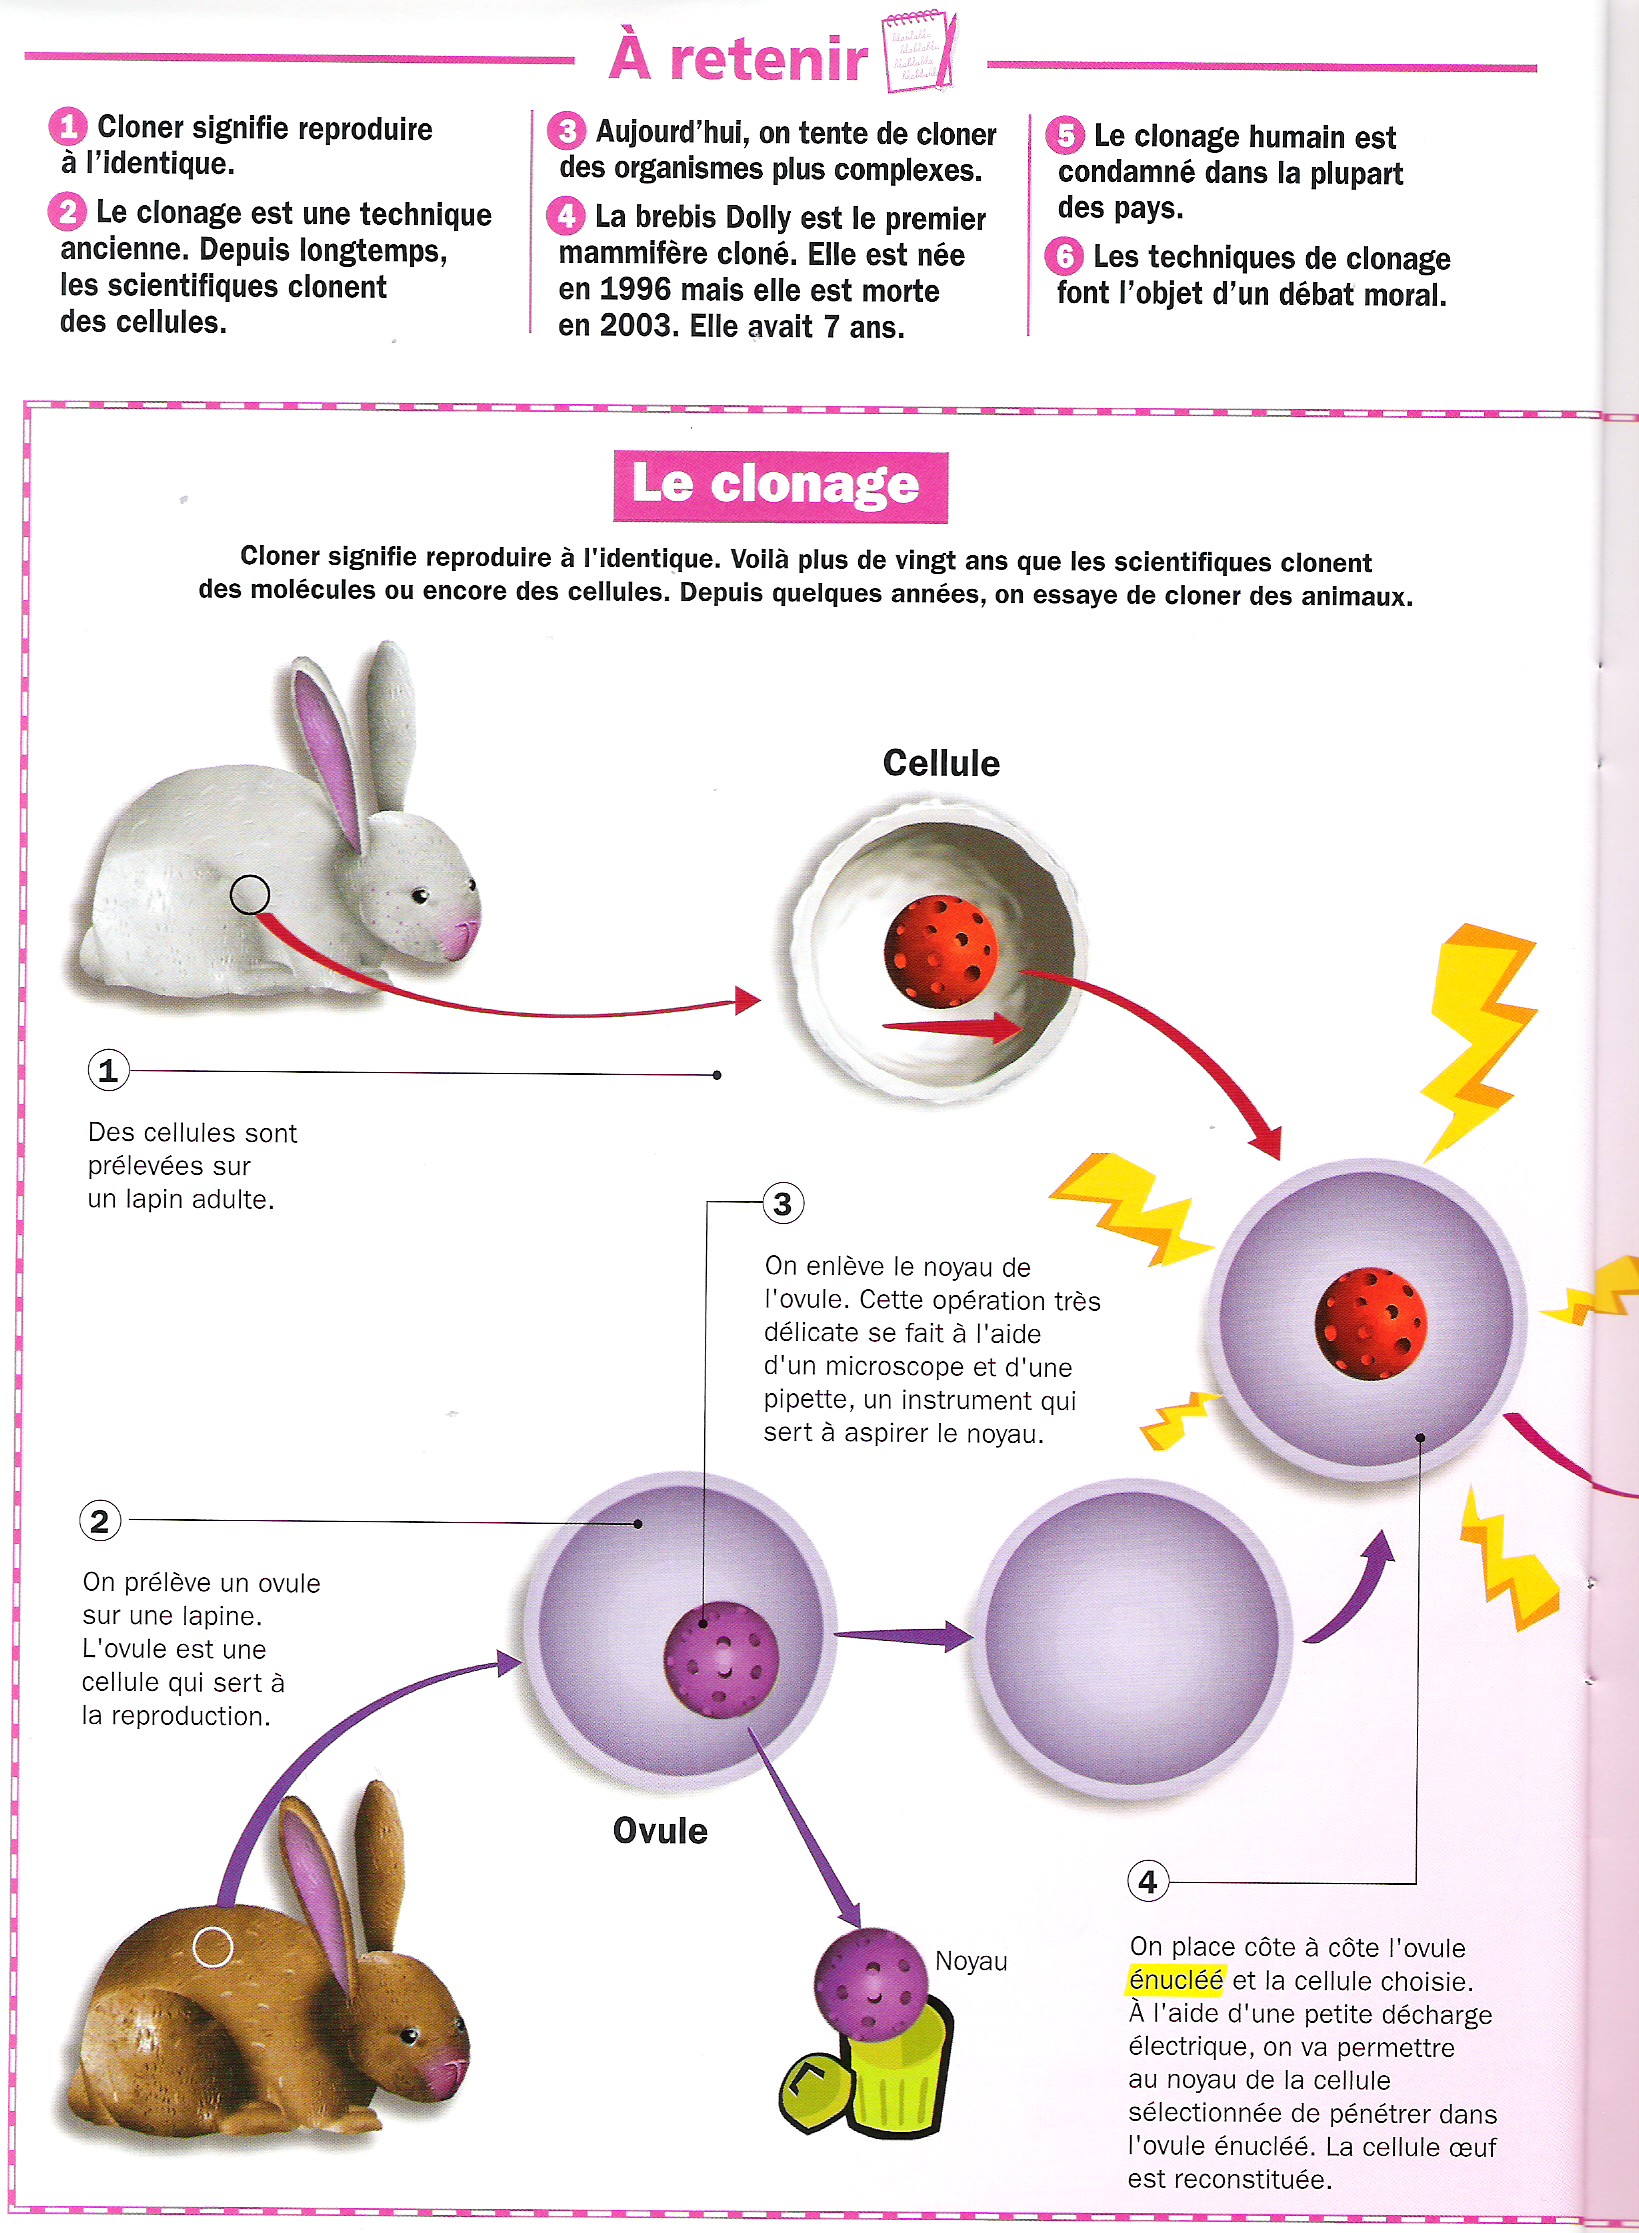 À retenir
1 Cloner signifie reproduire
à l'identique.
2 Le clonage est une technique
ancienne. Depuis longtemps,
les scientifiques clonent
des cellules.
3 Aujourd'hui, on tente de cloner
des organismes plus complexes.
4 La brebis Dolly est le premier
mammifère cloné. Elle est née
en 1996 mais elle est morte
en 2003. Elle avait 7 ans.
5 Le clonage humain est
condamné dans la plupart
des pays.
6 Les techniques de clonage
font l'objet d'un débat moral.
Le clonage
Cloner signifie reproduire à l'identique. Voilà plus de vingt ans que les scientifiques clonent
des molécules ou encore des cellules. Depuis quelques années, on essaye de cloner des animaux.
Cellule
1
Des cellules sont
prélevées sur
un lapin adulte.
3
On enlève le noyau de
l'ovule. Cette opération très
délicate se fait à l'aide
d'un microscope et d'une
pipette, un instrument qui
sert à aspirer le noyau.
2
On prélève un ovule
sur une lapine.
L'ovule est une
cellule qui sert à
la reproduction.
Ovule
Noyau
4
On place côte à côte l'ovule
énucléé et la cellule choisie.
À l'aide d'une petite décharge
électrique, on va permettre
au noyau de la cellule
sélectionnée de pénétrer dans
l'ovule énucléé. La cellule œuf
est reconstituée.